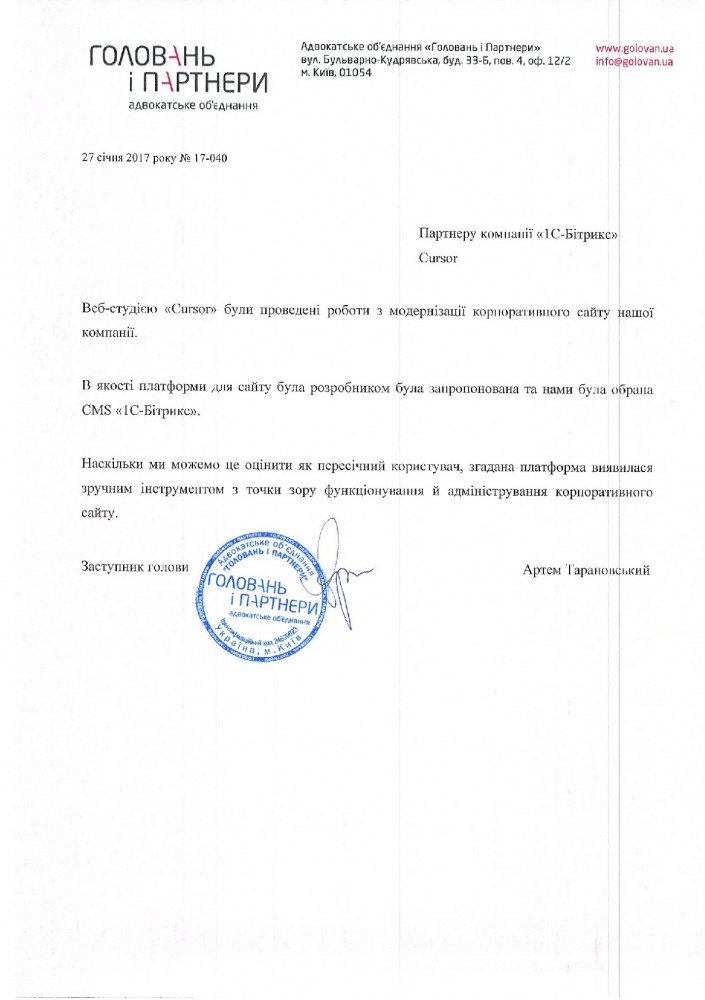 ГОЛОВАНЬ
і ПАРТНЕРИ
адвокатське об'єднання
Адвокатське об'єднання «Головань і Партнери»
вул. Бульварно-Кудрявська, буд. 33-Б, пов. 4, оф. 12/2
м. Київ, 01054
www.golovan.ua
info@golovan.ua
27 січня 2017 року № 17-040
Партнеру компанії «1С-Бітрикс»
Cursor
Веб-студією «Cursor» були проведені роботи з модернізації корпоративного сайту нашої
компанії.
В якості платформи для сайту була розробником була запропонована та нами була обрана
CMS «1С-Бітрикс».
Наскільки ми можемо це оцінити як пересічний користувач, згадана платформа виявилася
зручним інструментом з точки зору функціонування й адміністрування корпоративного
сайту.
Заступник голови
Артем Тарановський
Адвокатське об'єднання
"ГОЛОВАНЬ І ПАРТНЕРИ"
ГОЛОВАНЬ
і ПАРТНЕРИ
адвокатське об'єднання
Ідентифікаційний код
Україна, м. Київ